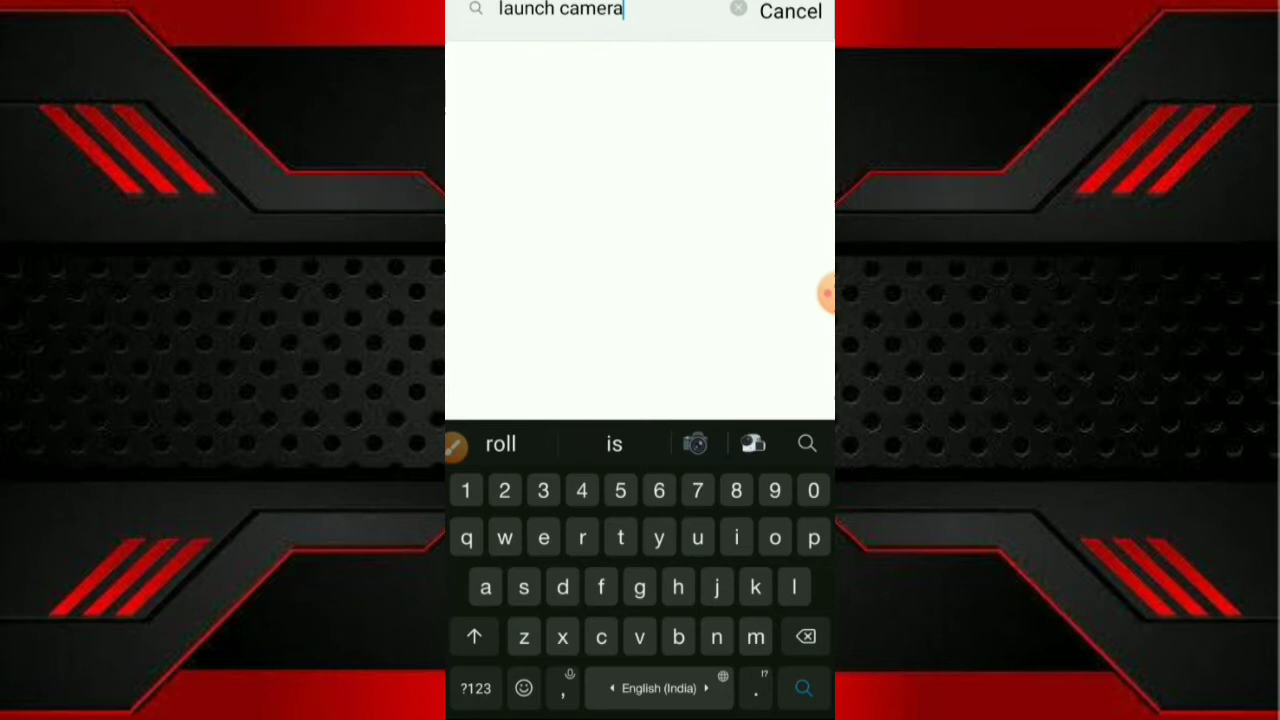 launch camera Cancel
roll is
1 2 3 4 5 6 7 8 9 0
q w e r t y u i o p
a s d f g h j k l
z x c v b n m
?123 , English (India) . !?